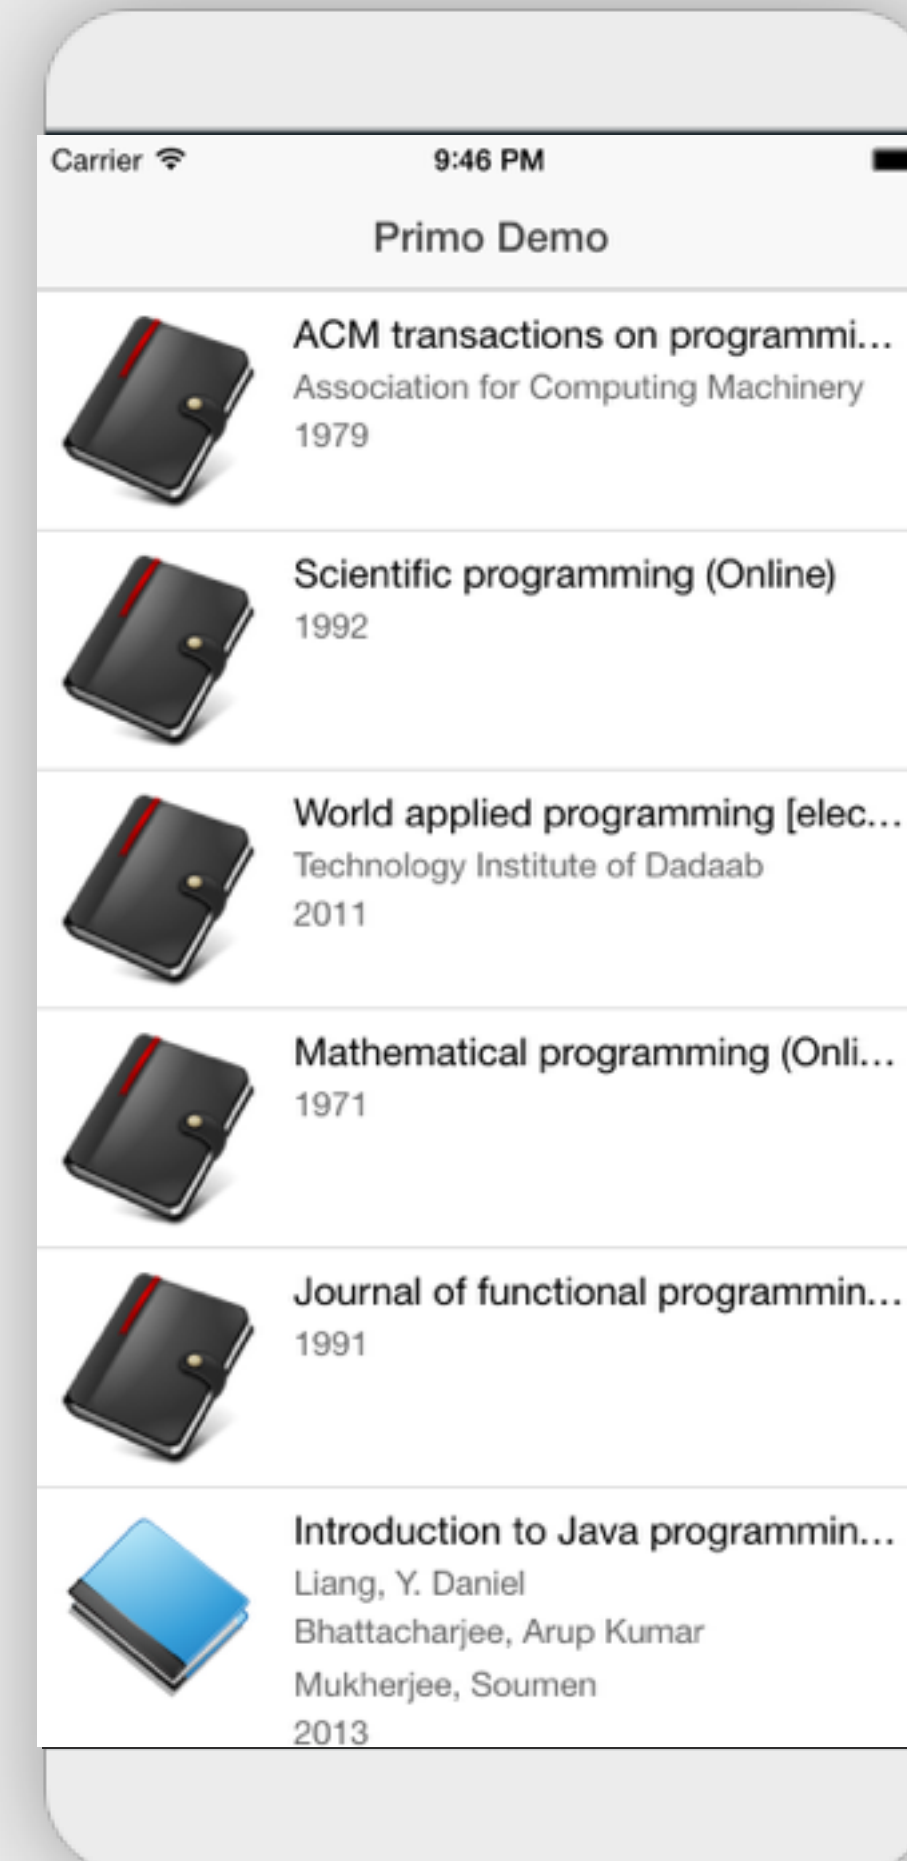 Carrier
9:46 PM
Primo Demo
ACM transactions on programmi...
Association for Computing Machinery
1979
Scientific programming (Online)
1992
World applied programming [elec...
Technology Institute of Dadaab
2011
Mathematical programming (Onli...
1971
Journal of functional programmin...
1991
Introduction to Java programmin...
Liang, Y. Daniel
Bhattacharjee, Arup Kumar
Mukherjee, Soumen
2013